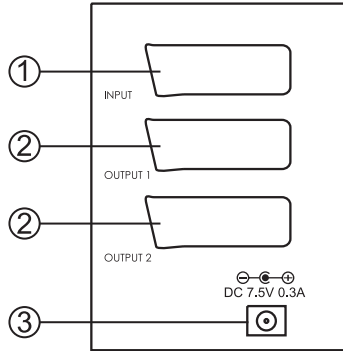 1
INPUT
2
OUTPUT 1
2
OUTPUT 2
DC 7.5V 0.3A
3